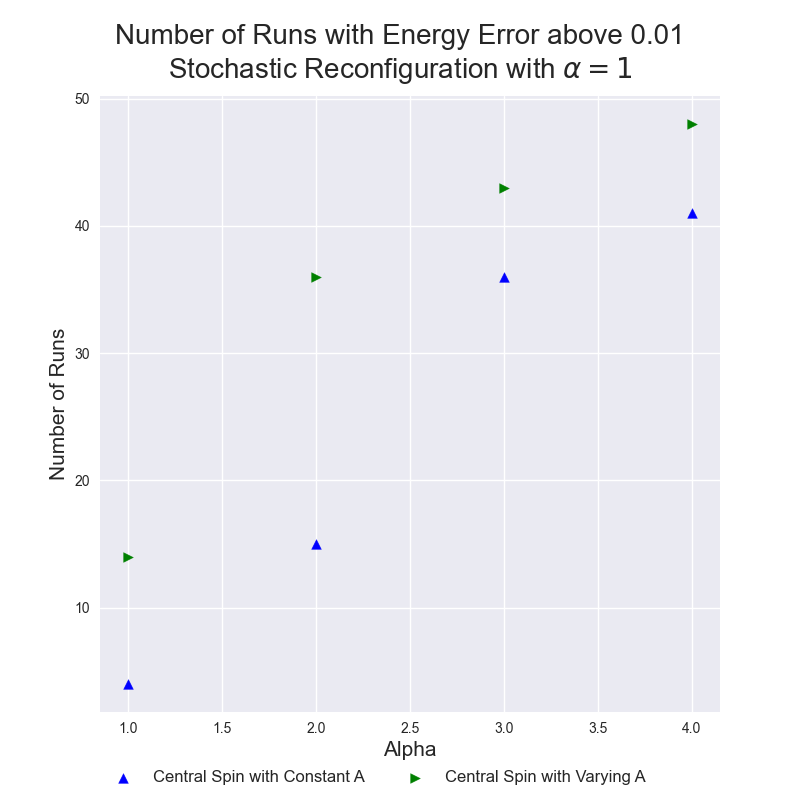 Number of Runs with Energy Error above 0.01
Stochastic Reconfiguration with α = 1
50
40
30
20
10
Number of Runs
1.0 1.5 2.0 2.5 3.0 3.5 4.0
Alpha
Central Spin with Constant A Central Spin with Varying A